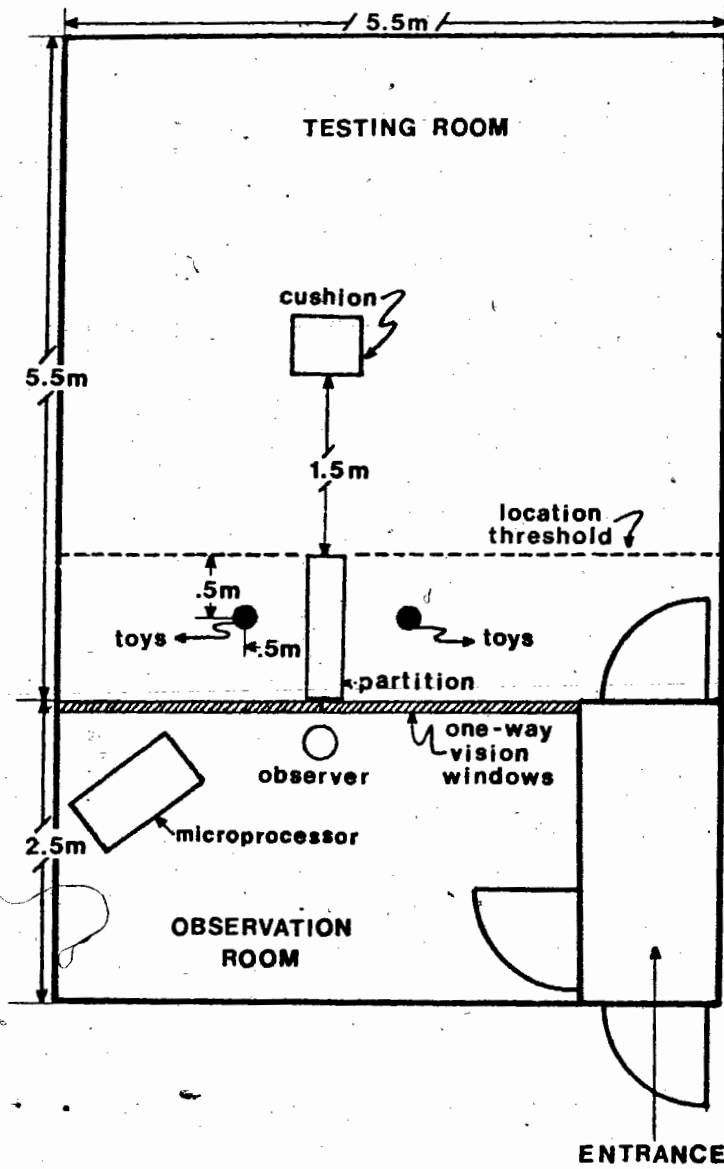 5.5m
TESTING ROOM
cushion
5.5m
1.5m
location
threshold
.5m
toys
.5m
toys
partition
one-way
vision
windows
observer
microprocessor
2.5m
OBSERVATION
ROOM
ENTRANCE